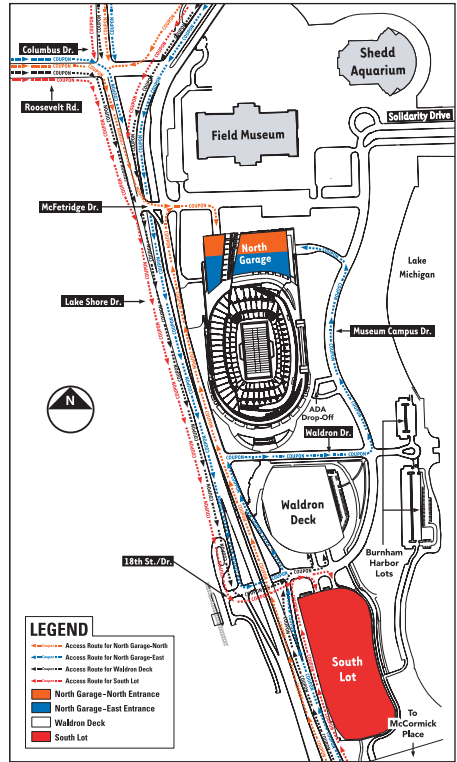 Columbus Dr.
Roosevelt Rd.
Shedd
Aquarium
Solidarity Drive
Field Museum
McFetridge Dr.
North
Garage
Lake
Michigan
Lake Shore Dr.
Museum Campus Dr.
N
ADA
Drop-Off
Waldron Dr.
COUPON
Waldron
Deck
Burnham
Harbor
Lots
18th St./Dr.
South
Lot
To
McCormick
Place
LEGEND
Access Route for North Garage-North
Access Route for North Garage-East
Access Route for Waldron Deck
Access Route for South Lot
North Garage-North Entrance
North Garage-East Entrance
Waldron Deck
South Lot